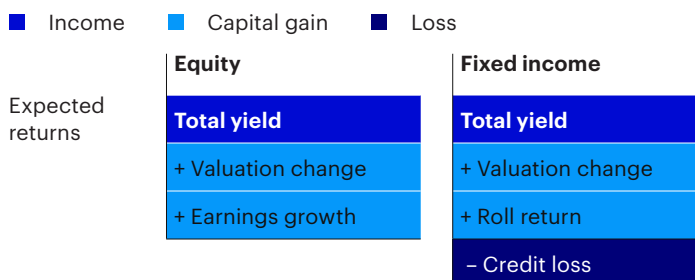 Income Capital gain Loss
Equity Fixed income
Expected
returns
Total yield Total yield
+ Valuation change + Valuation change
+ Earnings growth + Roll return
– Credit loss